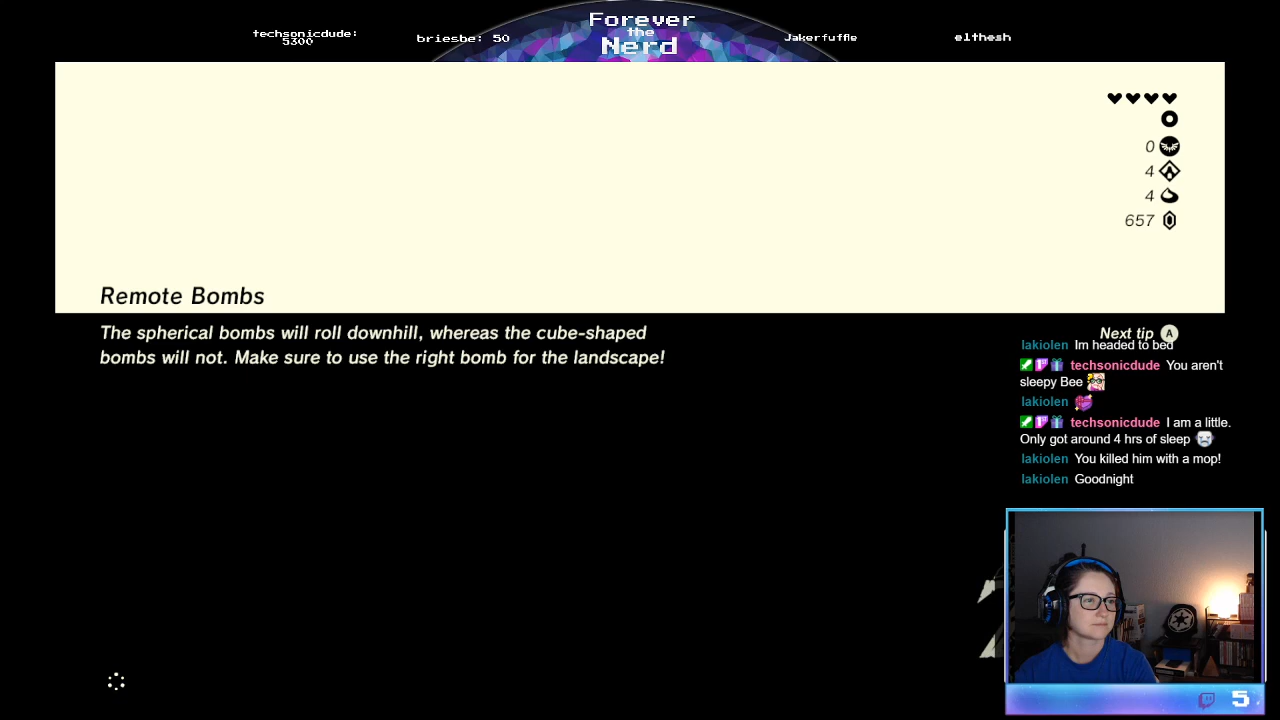 techsonicdude:
5300
briesbe: 50
Forever
the
Nerd
Jakerfuffle
elthesh
0
4
4
657
Remote Bombs
The spherical bombs will roll downhill, whereas the cube-shaped
bombs will not. Make sure to use the right bomb for the landscape!
Next tip A
lakiolen Im headed to bed
techsonicdude You aren't
sleepy Bee
lakiolen
techsonicdude I am a little.
Only got around 4 hrs of sleep
lakiolen You killed him with a mop!
lakiolen Goodnight
5